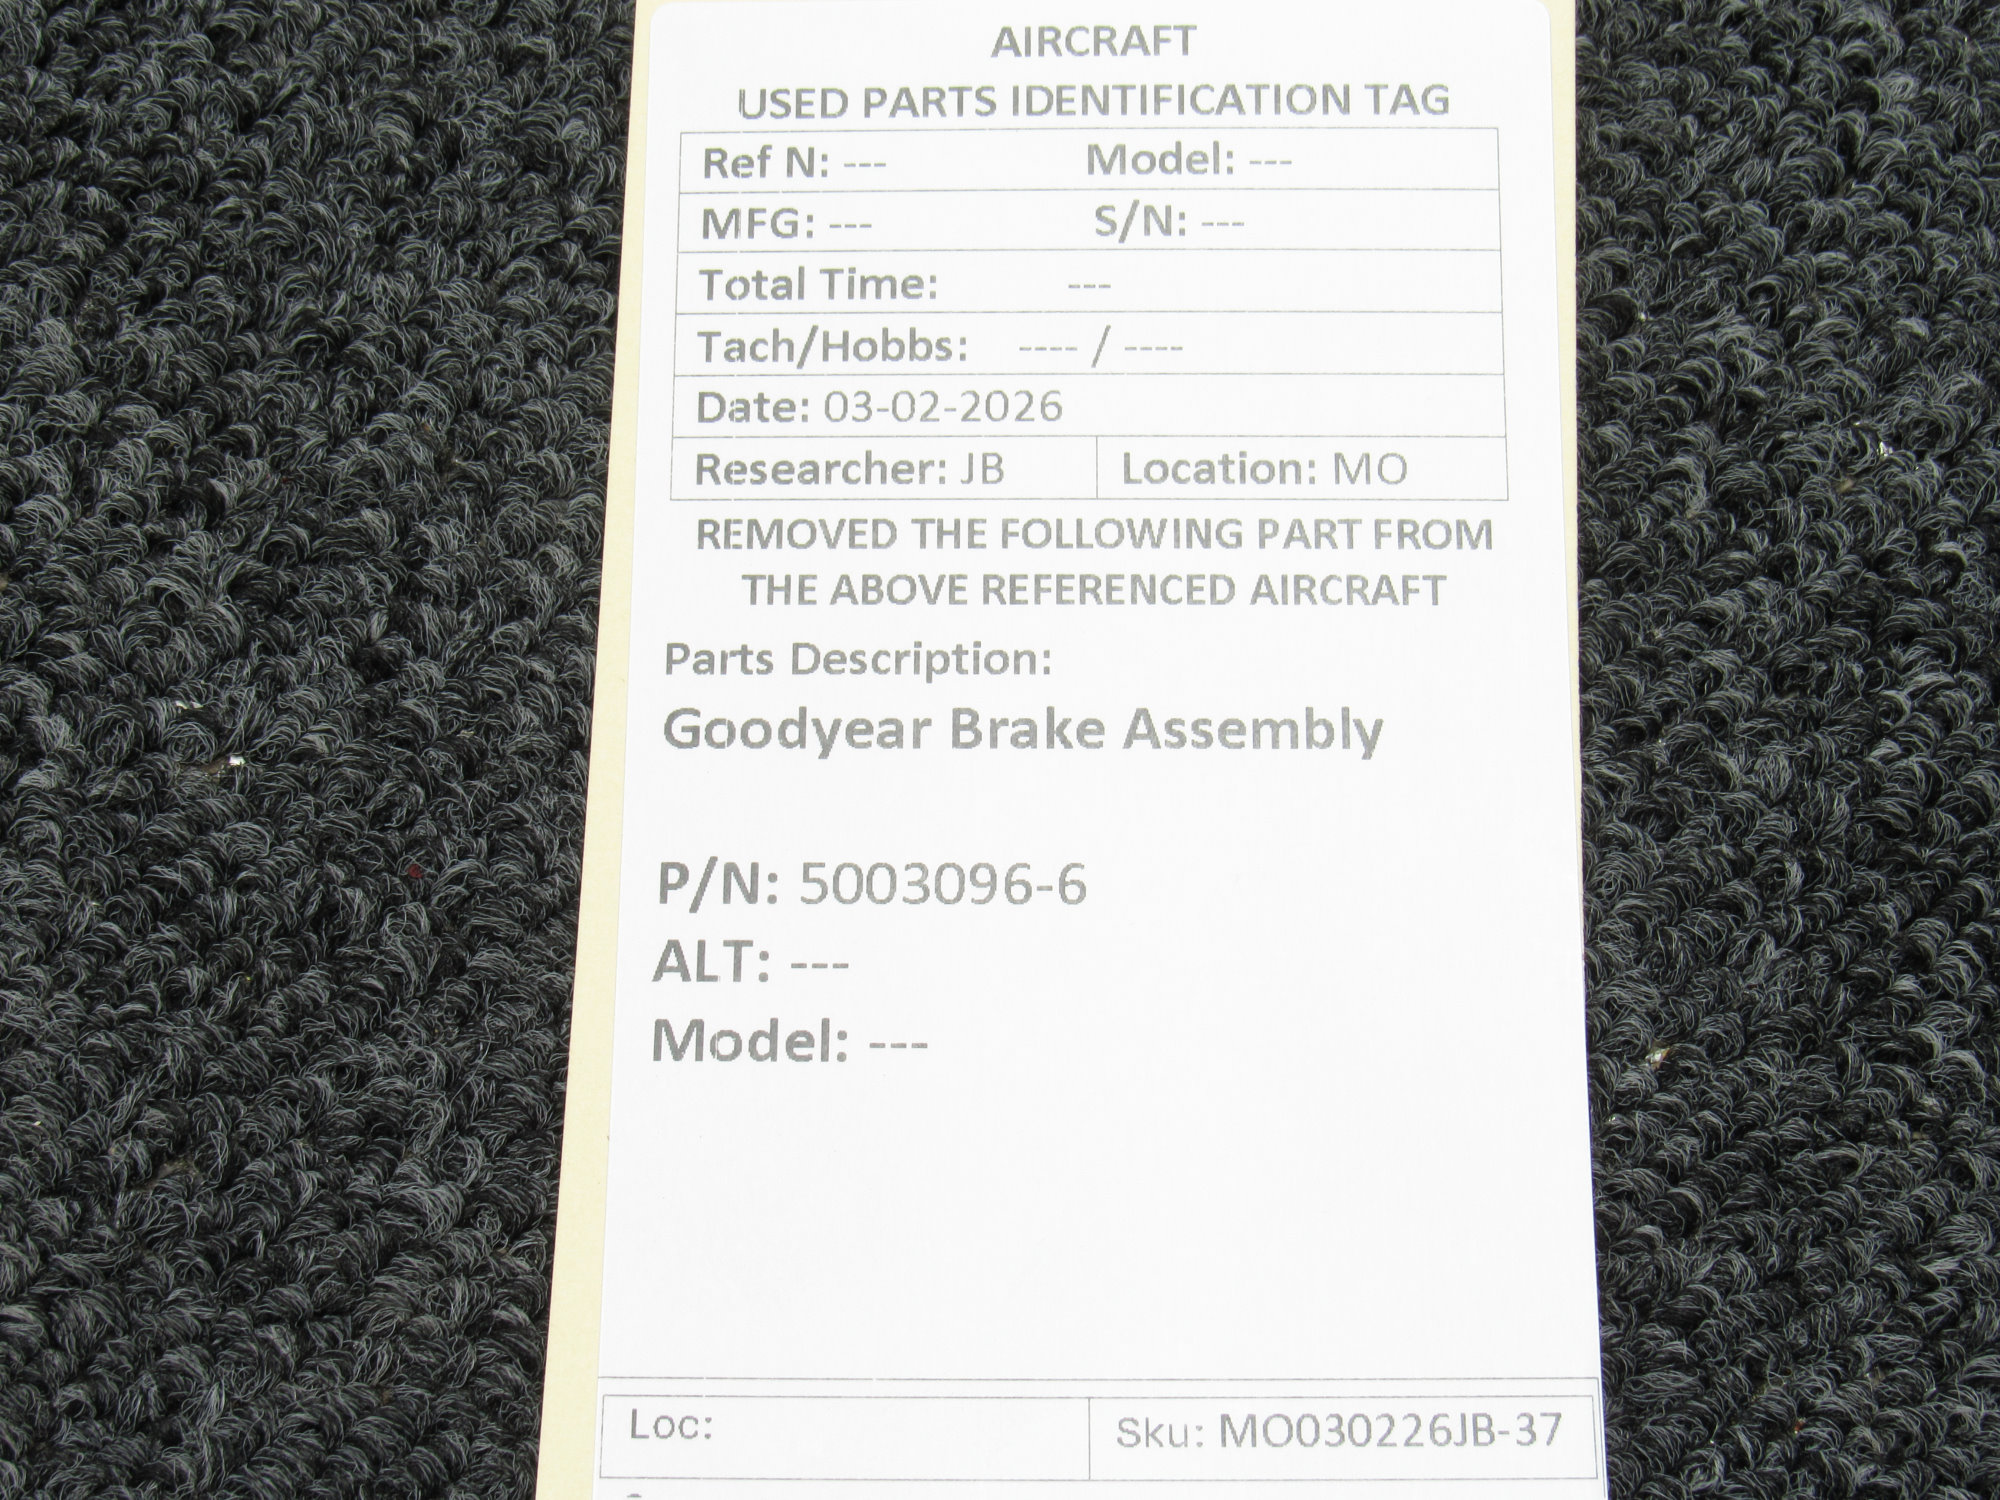 AIRCRAFT
USED PARTS IDENTIFICATION TAG
Ref N: --- Model: ---
MFG: --- S/N: ---
Total Time: ---
Tach/Hobbs: ---- / ----
Date: 03-02-2026
Researcher: JB Location: MO
REMOVED THE FOLLOWING PART FROM
THE ABOVE REFERENCED AIRCRAFT
Parts Description:
Goodyear Brake Assembly
P/N: 5003096-6
ALT: ---
Model: ---
Loc: Sku: MO030226JB-37